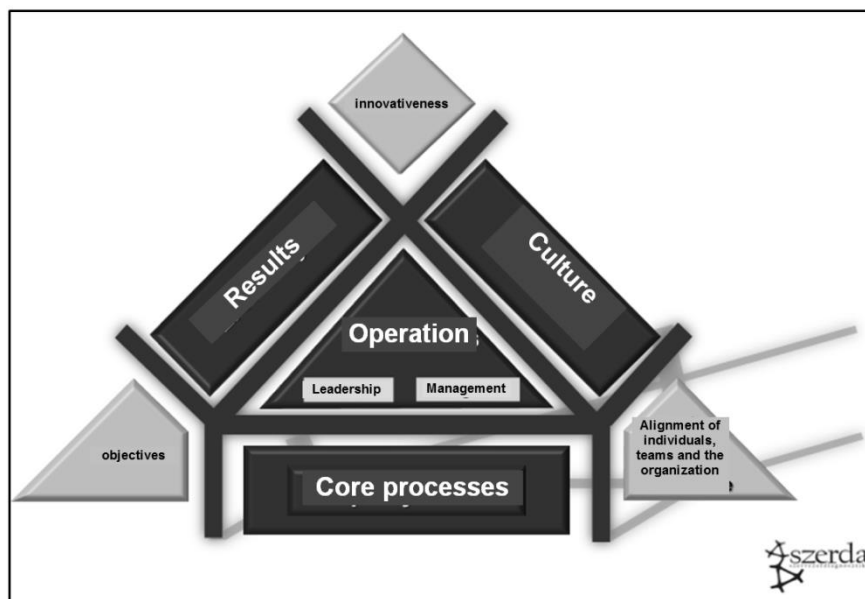 innovativeness
Results
Culture
Operation
Leadership
Management
objectives
Alignment of
individuals,
teams and the
organization
Core processes
szerda